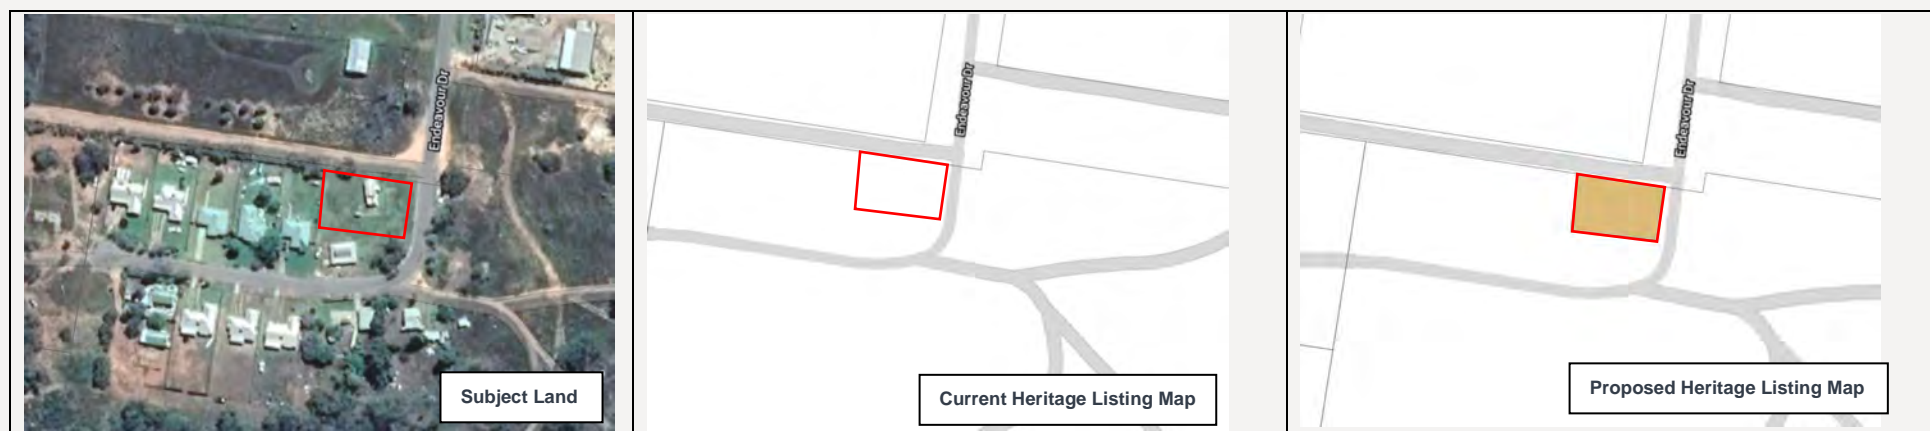 Endeavour Dr
Subject Land
Endeavour Dr
Current Heritage Listing Map
Endeavour Dr
Proposed Heritage Listing Map